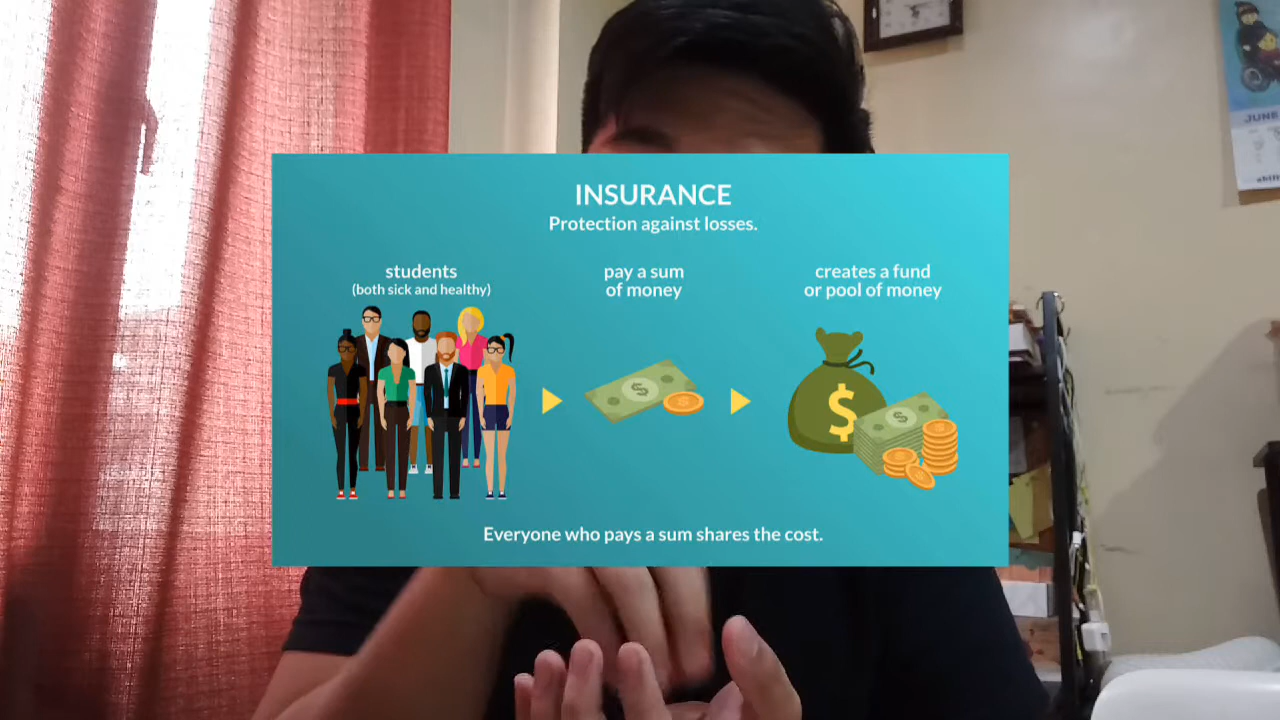 INSURANCE
Protection against losses.
students
(both sick and healthy)
pay a sum
of money
creates a fund
or pool of money
$
$
$
Everyone who pays a sum shares the cost.
JUNE